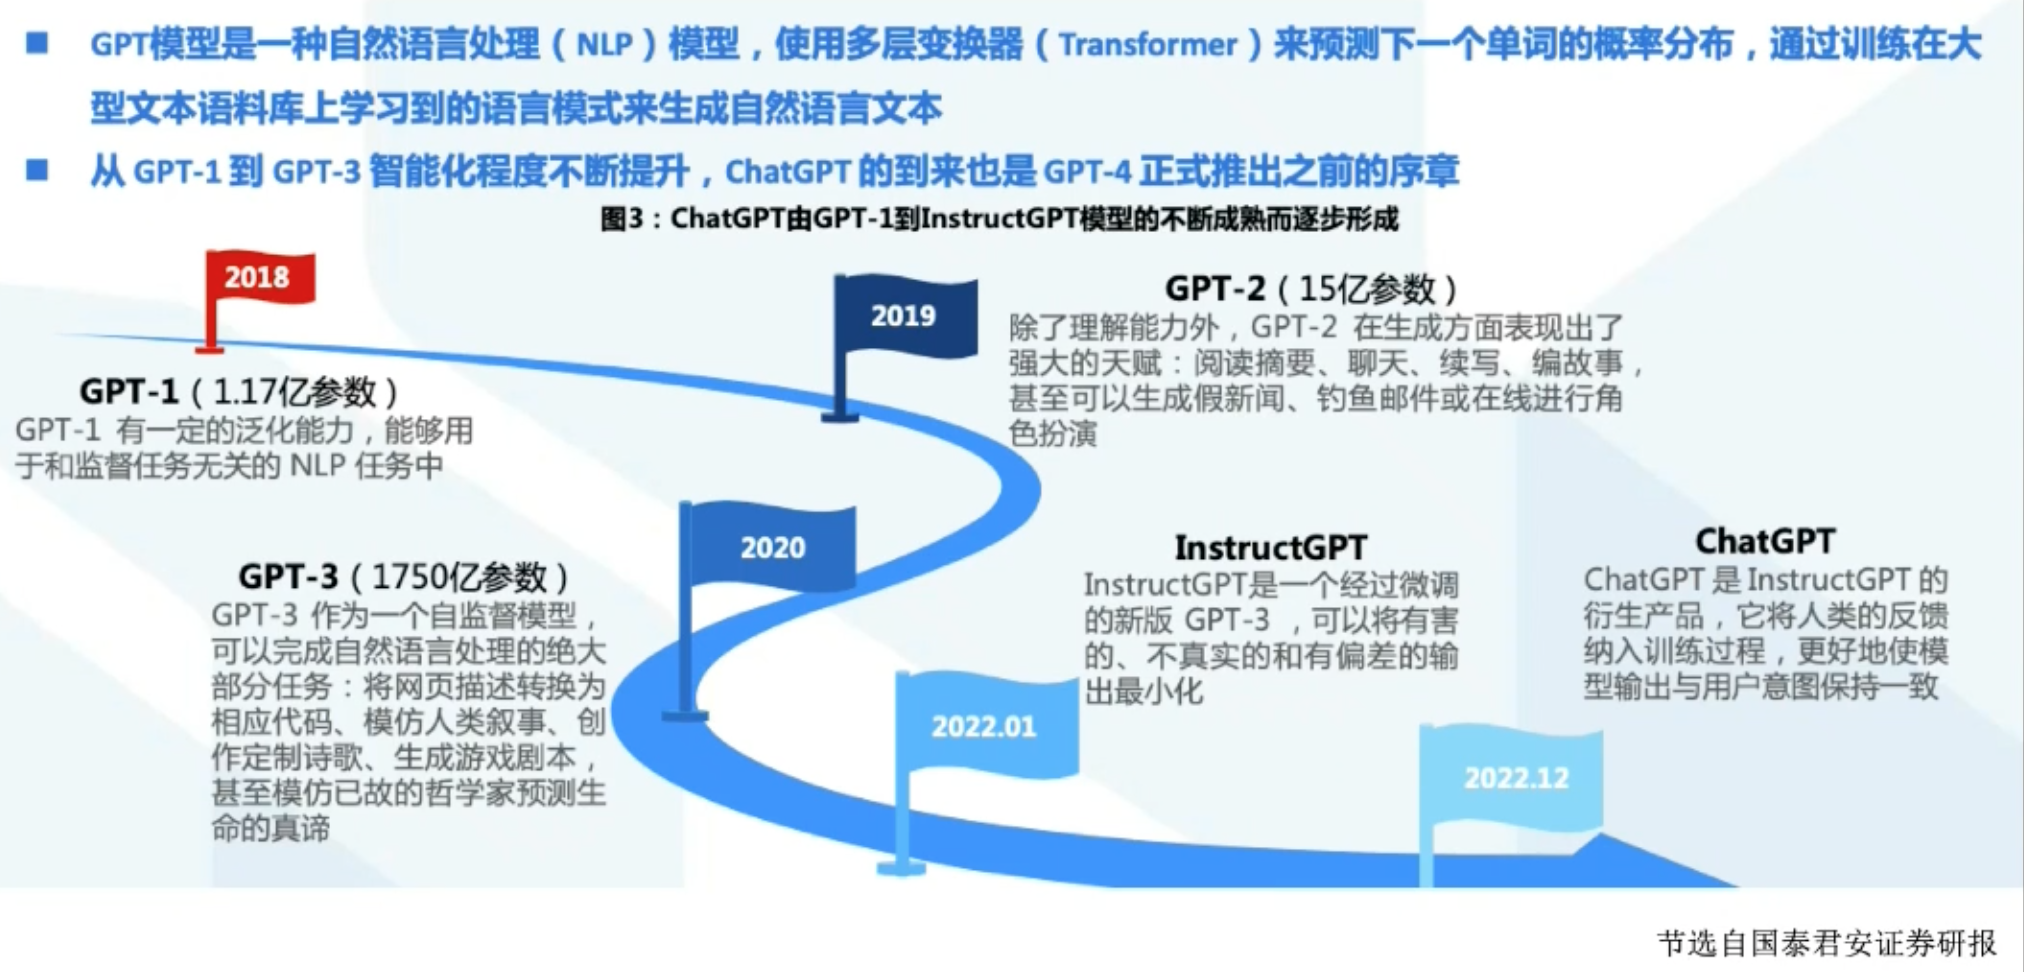 GPT模型是一种自然语言处理（NLP）模型，使用多层变换器（Transformer）来预测下一个单词的概率分布，通过训练在大
型文本语料库上学习到的语言模式来生成自然语言文本
从 GPT-1 到 GPT-3 智能化程度不断提升，ChatGPT 的到来也是 GPT-4 正式推出之前的序章
图3：ChatGPT由GPT-1到InstructGPT模型的不断成熟而逐步形成
2018
GPT-1（1.17亿参数）
GPT-1 有一定的泛化能力，能够用
于和监督任务无关的 NLP 任务中
2019
GPT-2（15亿参数）
除了理解能力外，GPT-2 在生成方面表现出了
强大的天赋：阅读摘要、聊天、续写、编故事，
甚至可以生成假新闻、钓鱼邮件或在线进行角
色扮演
2020
GPT-3（1750亿参数）
GPT-3 作为一个自监督模型，
可以完成自然语言处理的绝大
部分任务：将网页描述转换为
相应代码、模仿人类叙事、创
作定制诗歌、生成游戏剧本，
甚至模仿已故的哲学家预测生
命的真谛
2022.01
InstructGPT
InstructGPT是一个经过微调
的新版 GPT-3 ，可以将有害
的、不真实的和有偏差的输
出最小化
2022.12
ChatGPT
ChatGPT 是 InstructGPT 的
衍生产品，它将人类的反馈
纳入训练过程，更好地使模
型输出与用户意图保持一致
节选自国泰君安证券研报